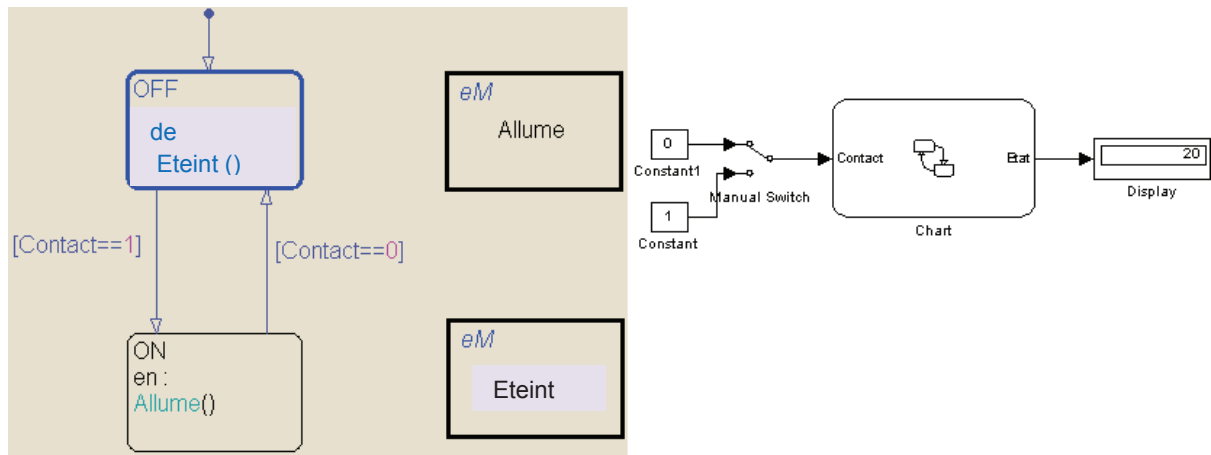 OFF
de
Eteint ()
[Contact==1]
[Contact==0]
ON
en :
Allume()
eM
Allume
eM
Eteint
0
Constant1
1
Constant
Manual Switch
Contact
Etat
Chart
20
Display